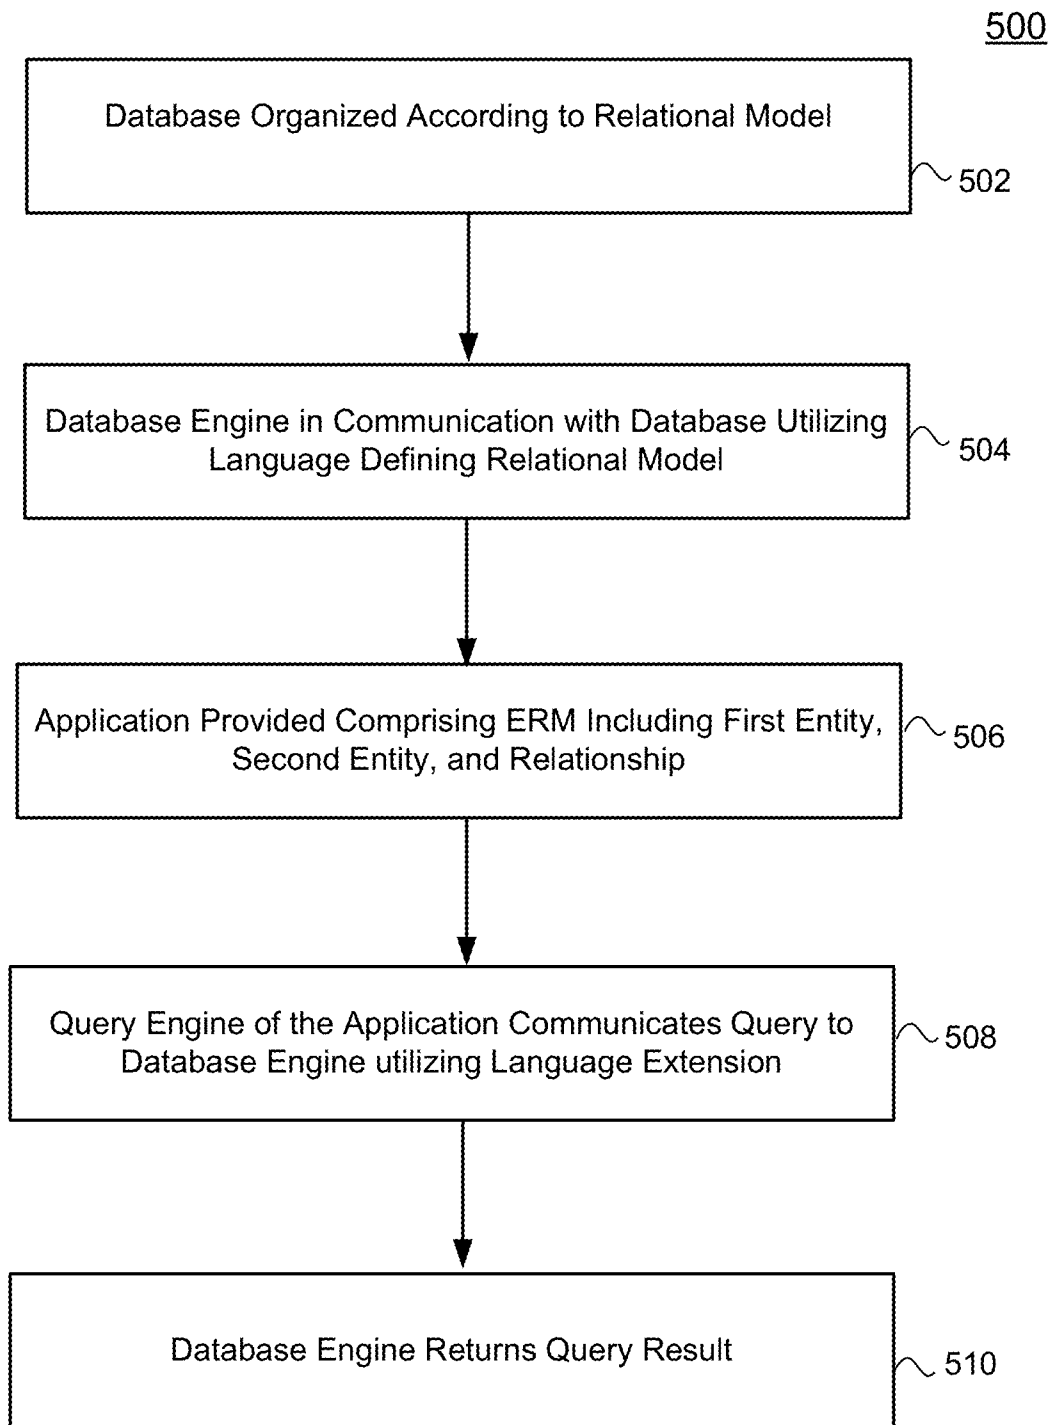 500
Database Organized According to Relational Model
502
Database Engine in Communication with Database Utilizing
Language Defining Relational Model
504
Application Provided Comprising ERM Including First Entity,
Second Entity, and Relationship
506
Query Engine of the Application Communicates Query to
Database Engine utilizing Language Extension
508
Database Engine Returns Query Result
510